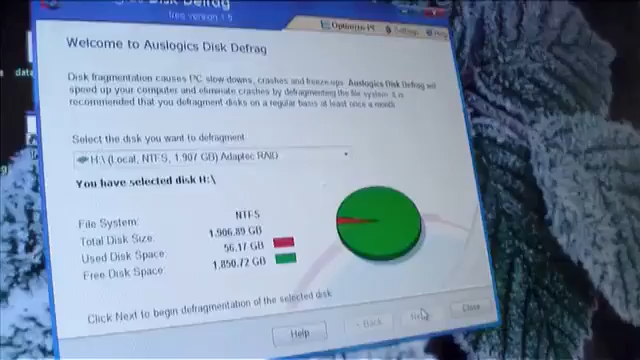 Disk Defrag
free version 1.5
Optimize PC Settings Help
Welcome to Auslogics Disk Defrag
Disk fragmentation causes PC slow downs, crashes and freeze-ups. Auslogics Disk Defrag will
speed up your computer and eliminate crashes by defragmenting the file system. It is
recommended that you defragment disks on a regular basis at least once a month.
Select the disk you want to defragment
H:\ (Local, NTFS, 1,907 GB) Adaptec RAID
You have selected disk H:\
File System: NTFS
Total Disk Size: 1,906.89 GB
Used Disk Space: 56.17 GB
Free Disk Space: 1,850.72 GB
Click Next to begin defragmentation of the selected disk
Help < Back Close
data